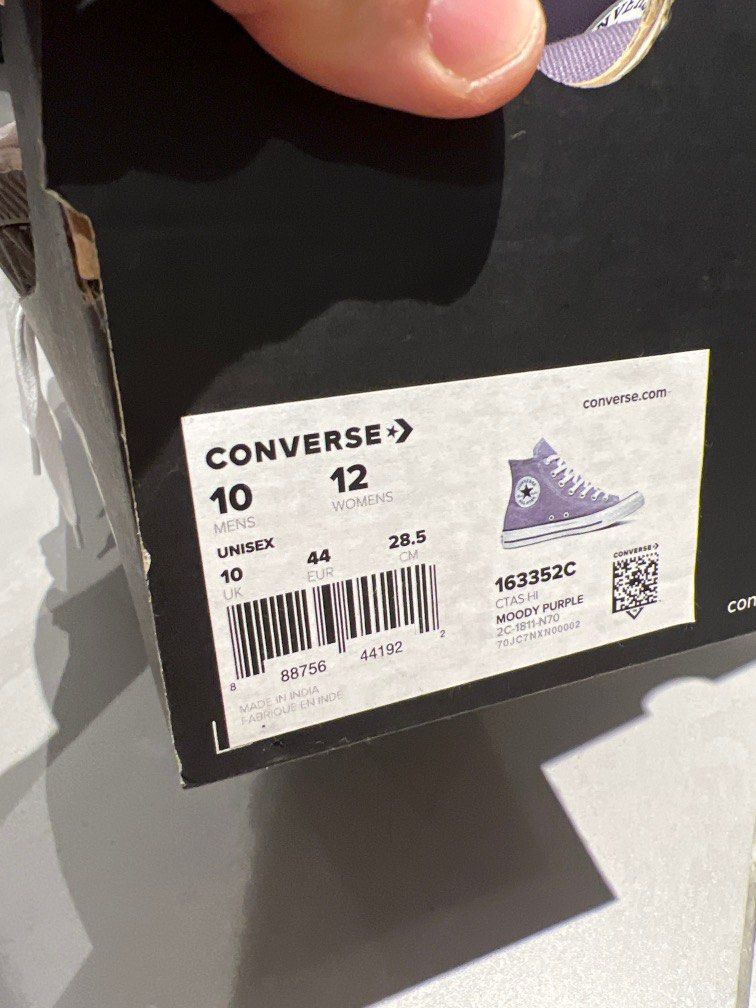 converse.com
CONVERSE
10
MENS
12
WOMENS
UNISEX
10
UK
44
EUR
28.5
CM
8 88756 44192 2
MADE IN INDIA
FABRIQUÉ EN INDE
163352C
CTAS HI
MOODY PURPLE
2C-1811-N70
70JC7NXN00002
CONVERSE
con